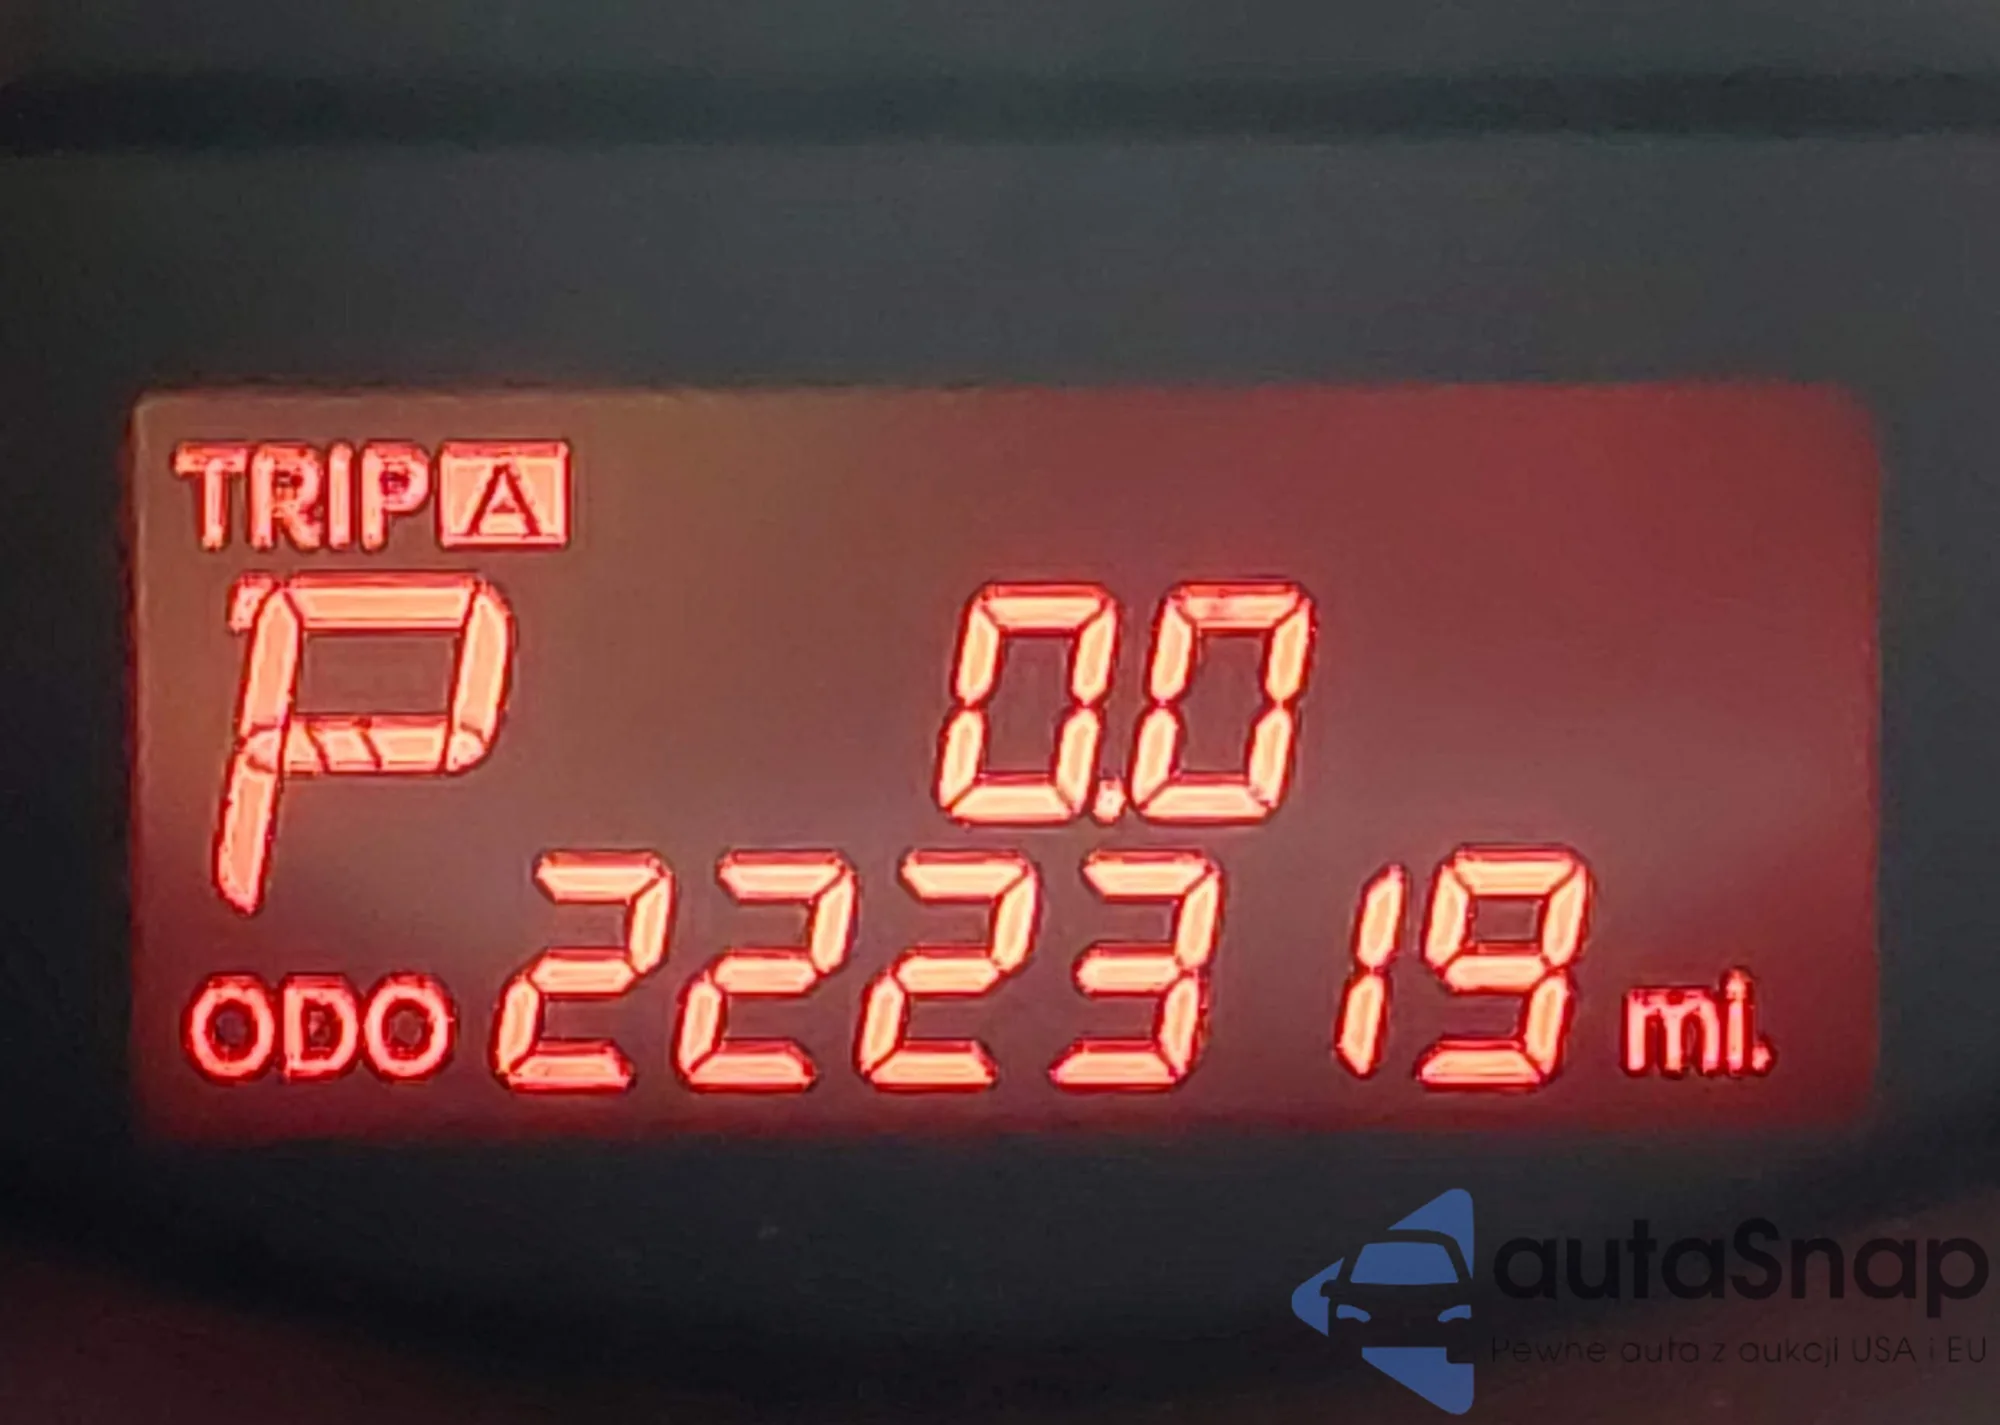 TRIP A
P 0.0
ODO 222319 mi.
autaSnap
Pewne auta z aukcji USA i EU